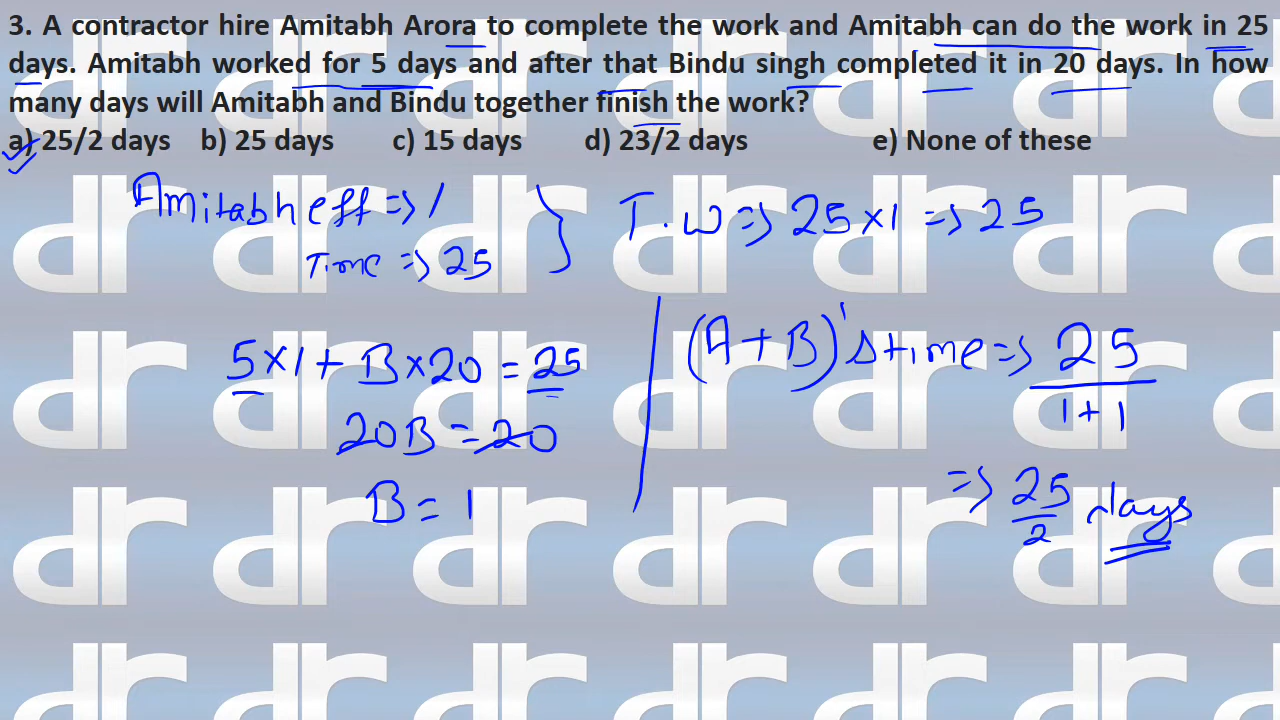 3. A contractor hire Amitabh Arora to complete the work and Amitabh can do the work in 25
days. Amitabh worked for 5 days and after that Bindu singh completed it in 20 days. In how
many days will Amitabh and Bindu together finish the work?
a) 25/2 days b) 25 days c) 15 days d) 23/2 days e) None of these
Amitabh eff => 1
Time => 25
T.W => 25×1 => 25
5×1 + B×20 = 25
20B = 20
B = 1
(A+B)'s time => 25
1+1
=> 25/2 days